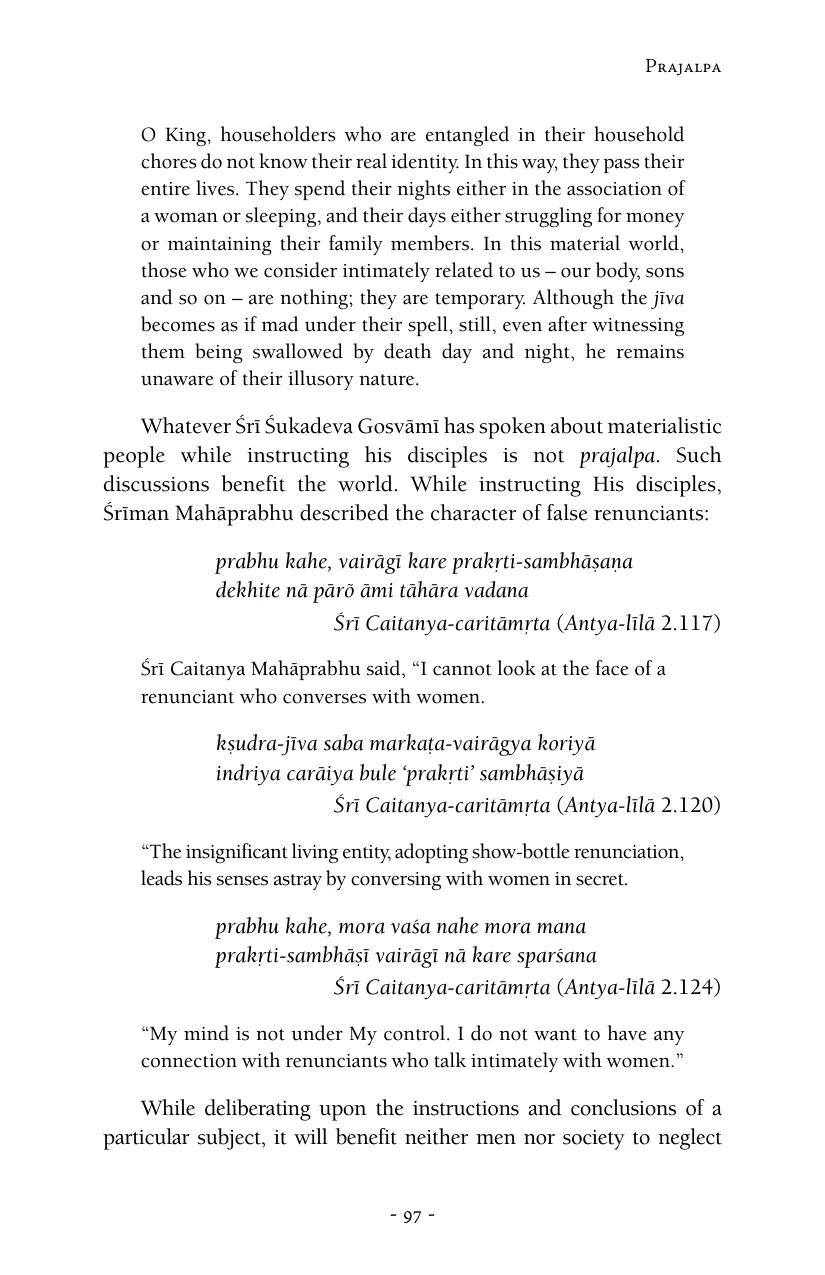 Prajalpa
O King, householders who are entangled in their household
chores do not know their real identity. In this way, they pass their
entire lives. They spend their nights either in the association of
a woman or sleeping, and their days either struggling for money
or maintaining their family members. In this material world,
those who we consider intimately related to us – our body, sons
and so on – are nothing; they are temporary. Although the jīva
becomes as if mad under their spell, still, even after witnessing
them being swallowed by death day and night, he remains
unaware of their illusory nature.
Whatever Śrī Śukadeva Gosvāmī has spoken about materialistic
people while instructing his disciples is not prajalpa. Such
discussions benefit the world. While instructing His disciples,
Śrīman Mahāprabhu described the character of false renunciants:
prabhu kahe, vairāgī kare prakṛti-sambhāṣaṇa
dekhite nā pārõ āmi tāhāra vadana
Śrī Caitanya-caritāmṛta (Antya-līlā 2.117)
Śrī Caitanya Mahāprabhu said, “I cannot look at the face of a
renunciant who converses with women.
kṣudra-jīva saba markaṭa-vairāgya koriyā
indriya carāiya bule ‘prakṛti’ sambhāṣiyā
Śrī Caitanya-caritāmṛta (Antya-līlā 2.120)
“The insignificant living entity, adopting show-bottle renunciation,
leads his senses astray by conversing with women in secret.
prabhu kahe, mora vaśa nahe mora mana
prakṛti-sambhāṣī vairāgī nā kare sparśana
Śrī Caitanya-caritāmṛta (Antya-līlā 2.124)
“My mind is not under My control. I do not want to have any
connection with renunciants who talk intimately with women.”
While deliberating upon the instructions and conclusions of a
particular subject, it will benefit neither men nor society to neglect
- 97 -